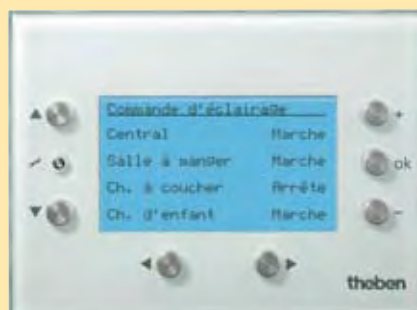 Commande d'éclairage
Central Marche
Salle à manger Marche
Ch. à coucher Arrête
Ch. d'enfant Marche
+
ok
-
theben